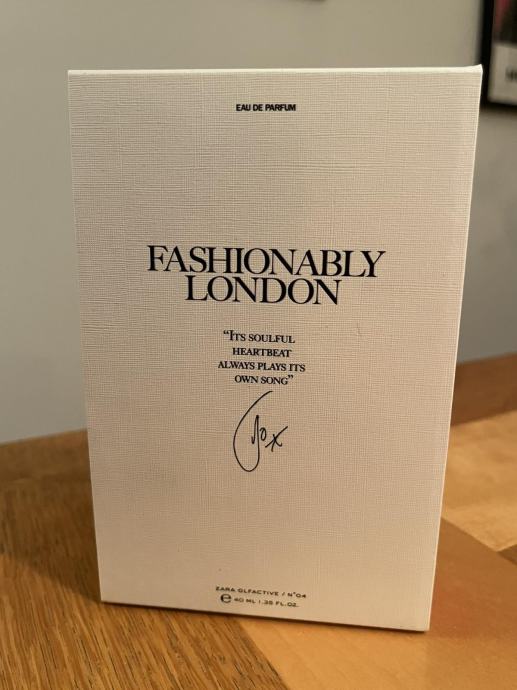 EAU DE PARFUM
FASHIONABLY
LONDON
“ITS SOULFUL
HEARTBEAT
ALWAYS PLAYS ITS
OWN SONG”
Jo x
ZARA OLFACTIVE / N°04
℮ 40 ML 1.35 FL.OZ.